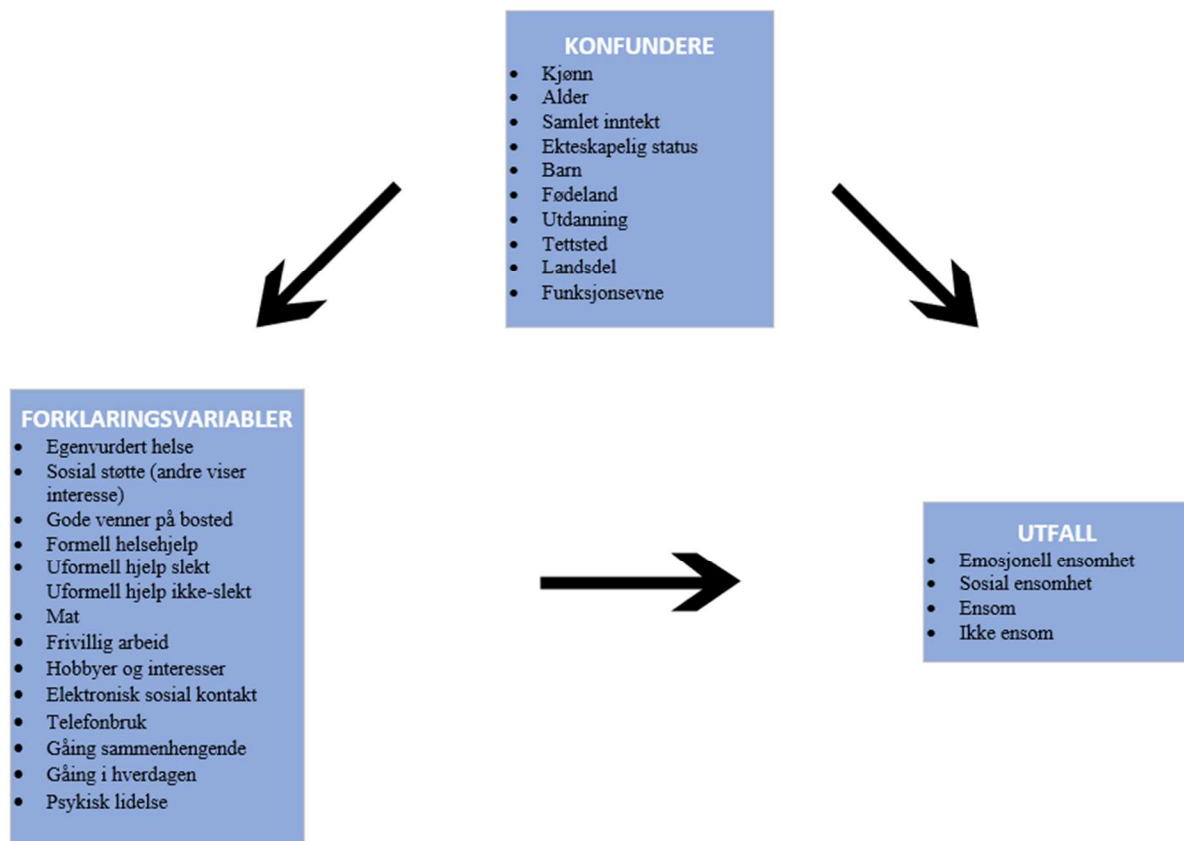 KONFUNDERE
• Kjønn
• Alder
• Samlet inntekt
• Ekteskapelig status
• Barn
• Fødeland
• Utdanning
• Tettsted
• Landsdel
• Funksjonsevne
FORKLARINGSVARIABLER
• Egenvurdert helse
• Sosial støtte (andre viser
interesse)
• Gode venner på bosted
• Formell helsehjelp
• Uformell hjelp slekt
Uformell hjelp ikke-slekt
• Mat
• Frivillig arbeid
• Hobbyer og interesser
• Elektronisk sosial kontakt
• Telefonbruk
• Gåing sammenhengende
• Gåing i hverdagen
• Psykisk lidelse
UTFALL
• Emosjonell ensomhet
• Sosial ensomhet
• Ensom
• Ikke ensom